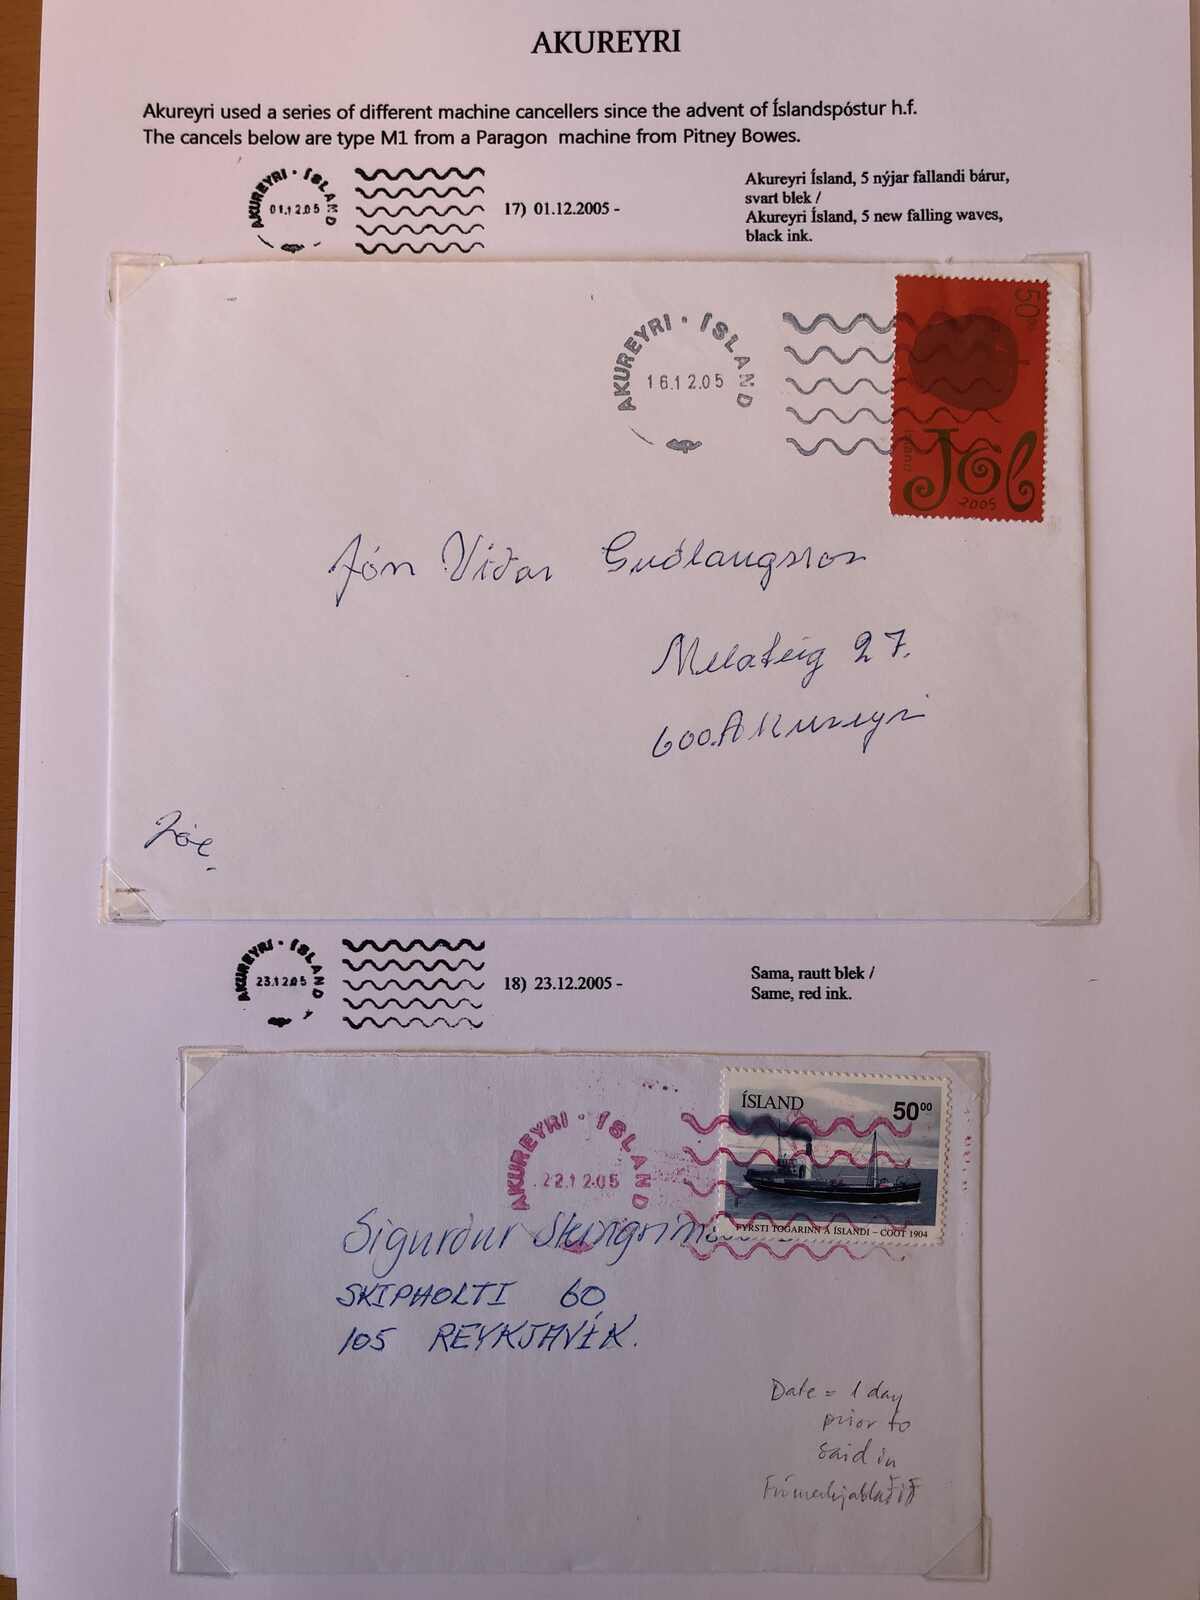 AKUREYRI
Akureyri used a series of different machine cancellers since the advent of Íslandspóstur h.f.
The cancels below are type M1 from a Paragon machine from Pitney Bowes.
AKUREYRI · ÍSLAND
01.12.05
17) 01.12.2005 -
Akureyri Ísland, 5 nýjar fallandi bárur,
svart blek /
Akureyri Ísland, 5 new falling waves,
black ink.
AKUREYRI · ÍSLAND
16.12.05
50
Ísland
Jól
2005
Jón Viðar Guðlaugsson
Melateig 27.
600 Akureyri
Jól
AKUREYRI · ÍSLAND
23.12.05
18) 23.12.2005 -
Sama, rautt blek /
Same, red ink.
AKUREYRI · ÍSLAND
22.12.05
ÍSLAND
50⁰⁰
FYRSTI TOGARINN Á ÍSLANDI – COOT 1904
Sigurður
SKIPHOLTI 60
105 REYKJAVÍK.
Date = 1 day
prior to
said in
Frímerkjablaðið